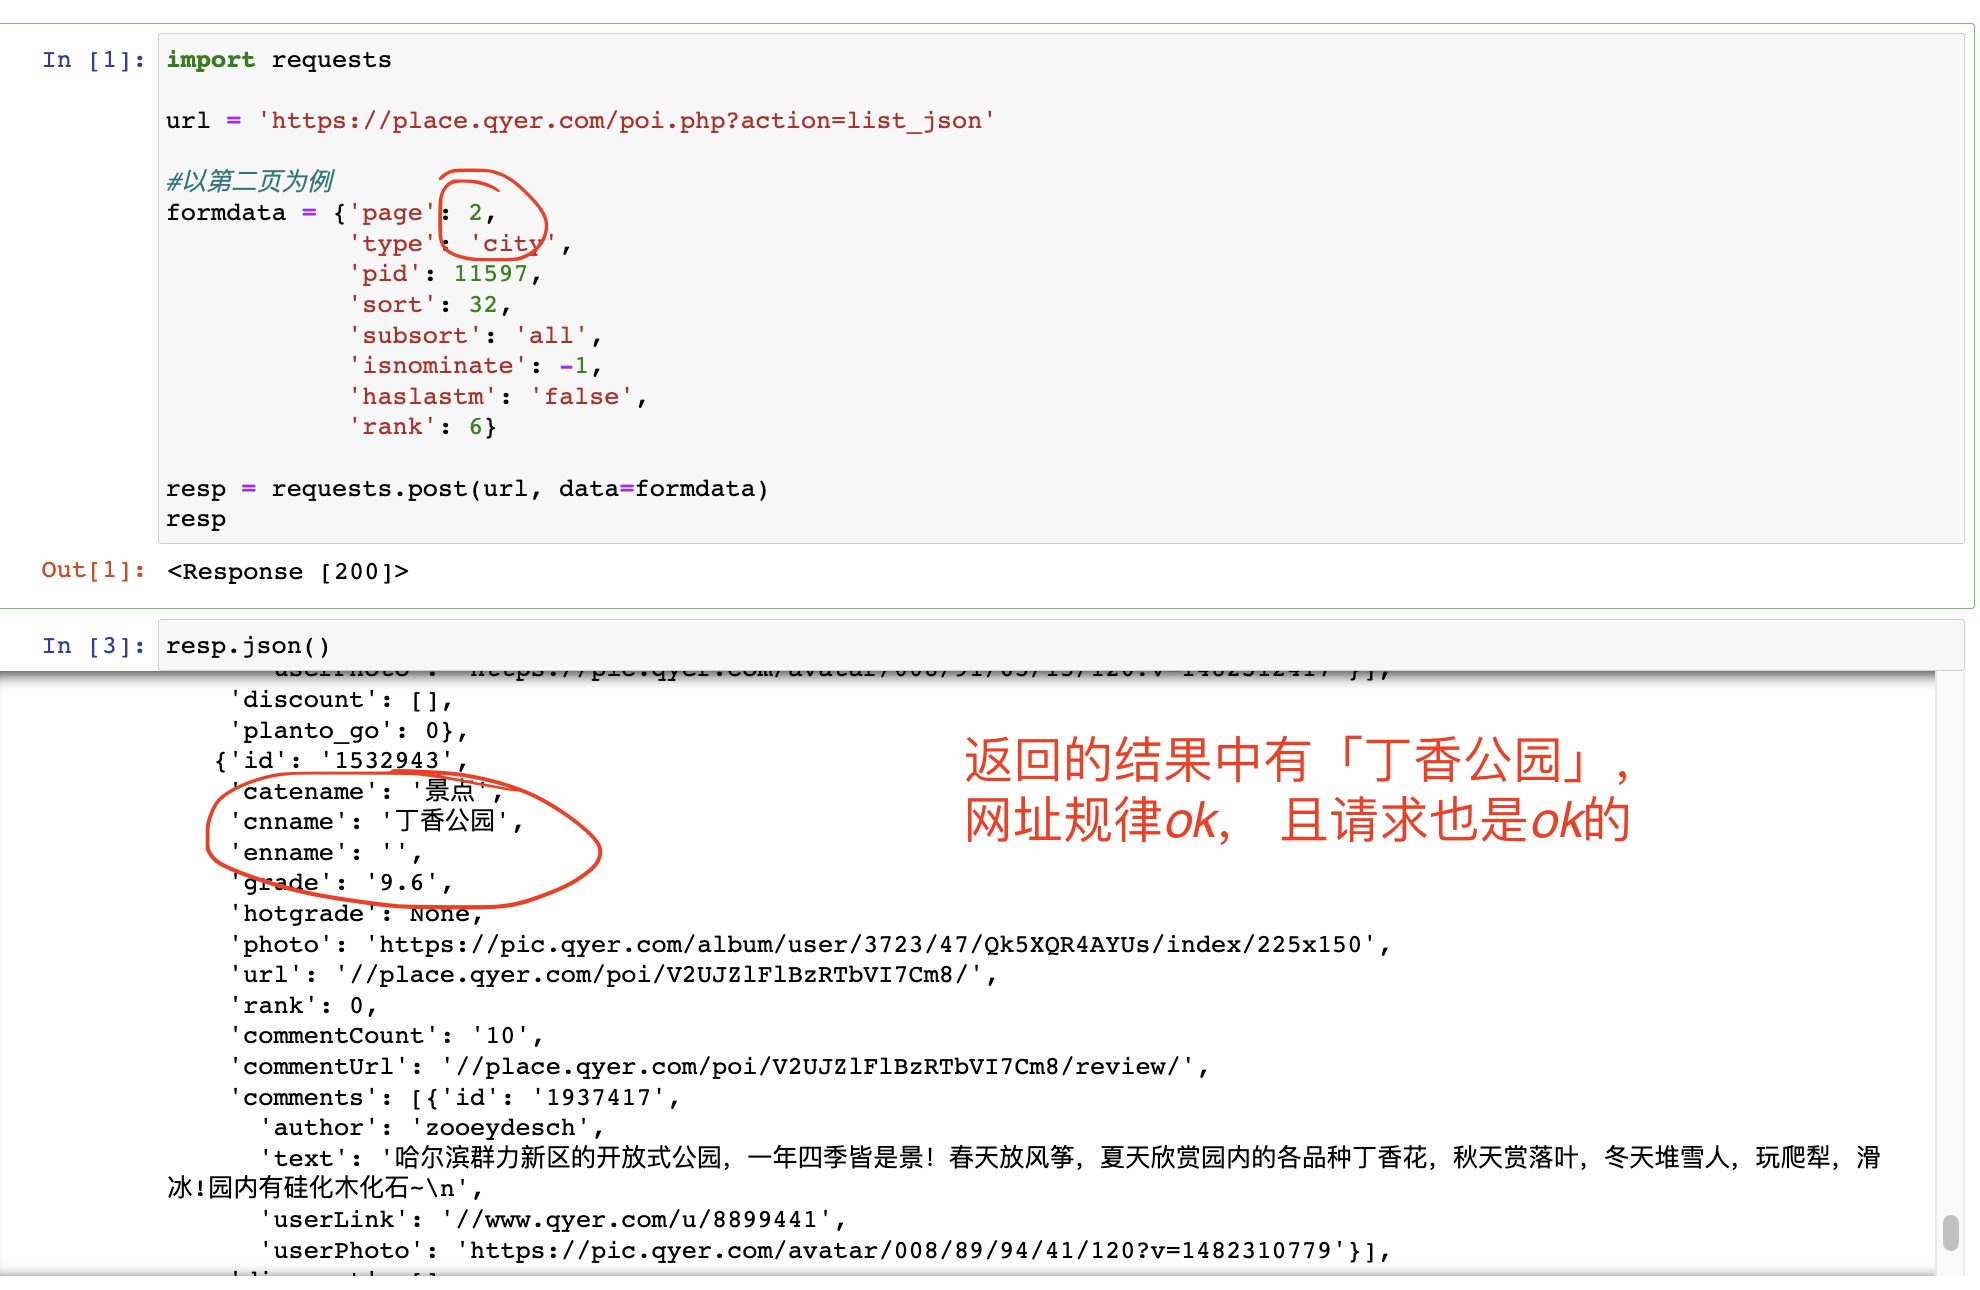 In [1]: import requests
url = 'https://place.qyer.com/poi.php?action=list_json'
#以第二页为例
formdata = {'page': 2,
'type': 'city',
'pid': 11597,
'sort': 32,
'subsort': 'all',
'isnominate': -1,
'haslastm': 'false',
'rank': 6}
resp = requests.post(url, data=formdata)
resp
Out[1]: <Response [200]>
In [3]: resp.json()
'discount': [],
'planto_go': 0},
{'id': '1532943',
'catename': '景点',
'cnname': '丁香公园',
'enname': '',
'grade': '9.6',
'hotgrade': None,
'photo': 'https://pic.qyer.com/album/user/3723/47/Qk5XQR4AYUs/index/225x150',
'url': '//place.qyer.com/poi/V2UJZlFlBzRTbVI7Cm8/',
'rank': 0,
'commentCount': '10',
'commentUrl': '//place.qyer.com/poi/V2UJZlFlBzRTbVI7Cm8/review/',
'comments': [{'id': '1937417',
'author': 'zooeydesch',
'text': '哈尔滨群力新区的开放式公园，一年四季皆是景！春天放风筝，夏天欣赏园内的各品种丁香花，秋天赏落叶，冬天堆雪人，玩爬犁，滑
冰!园内有硅化木化石~\n',
'userLink': '//www.qyer.com/u/8899441',
'userPhoto': 'https://pic.qyer.com/avatar/008/89/94/41/120?v=1482310779'}],
返回的结果中有「丁香公园」,
网址规律ok， 且请求也是ok的